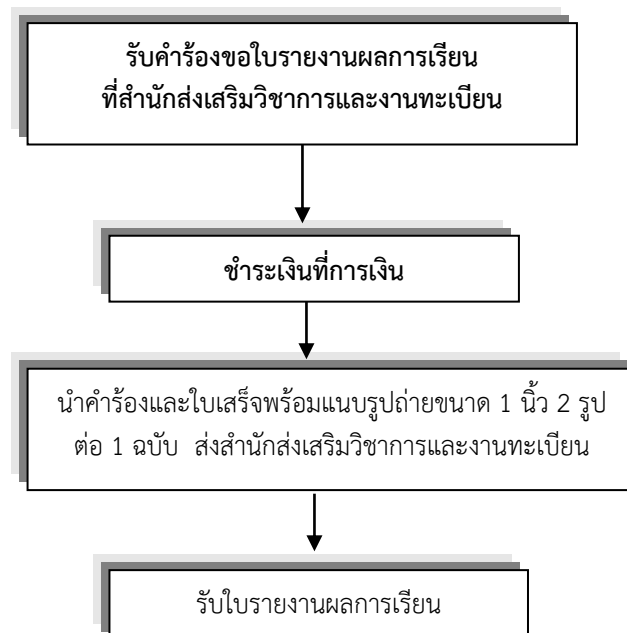 รับคำร้องขอใบรายงานผลการเรียน
ที่สำนักส่งเสริมวิชาการและงานทะเบียน
ชำระเงินที่การเงิน
นำคำร้องและใบเสร็จพร้อมแนบรูปถ่ายขนาด 1 นิ้ว 2 รูป
ต่อ 1 ฉบับ ส่งสำนักส่งเสริมวิชาการและงานทะเบียน
รับใบรายงานผลการเรียน